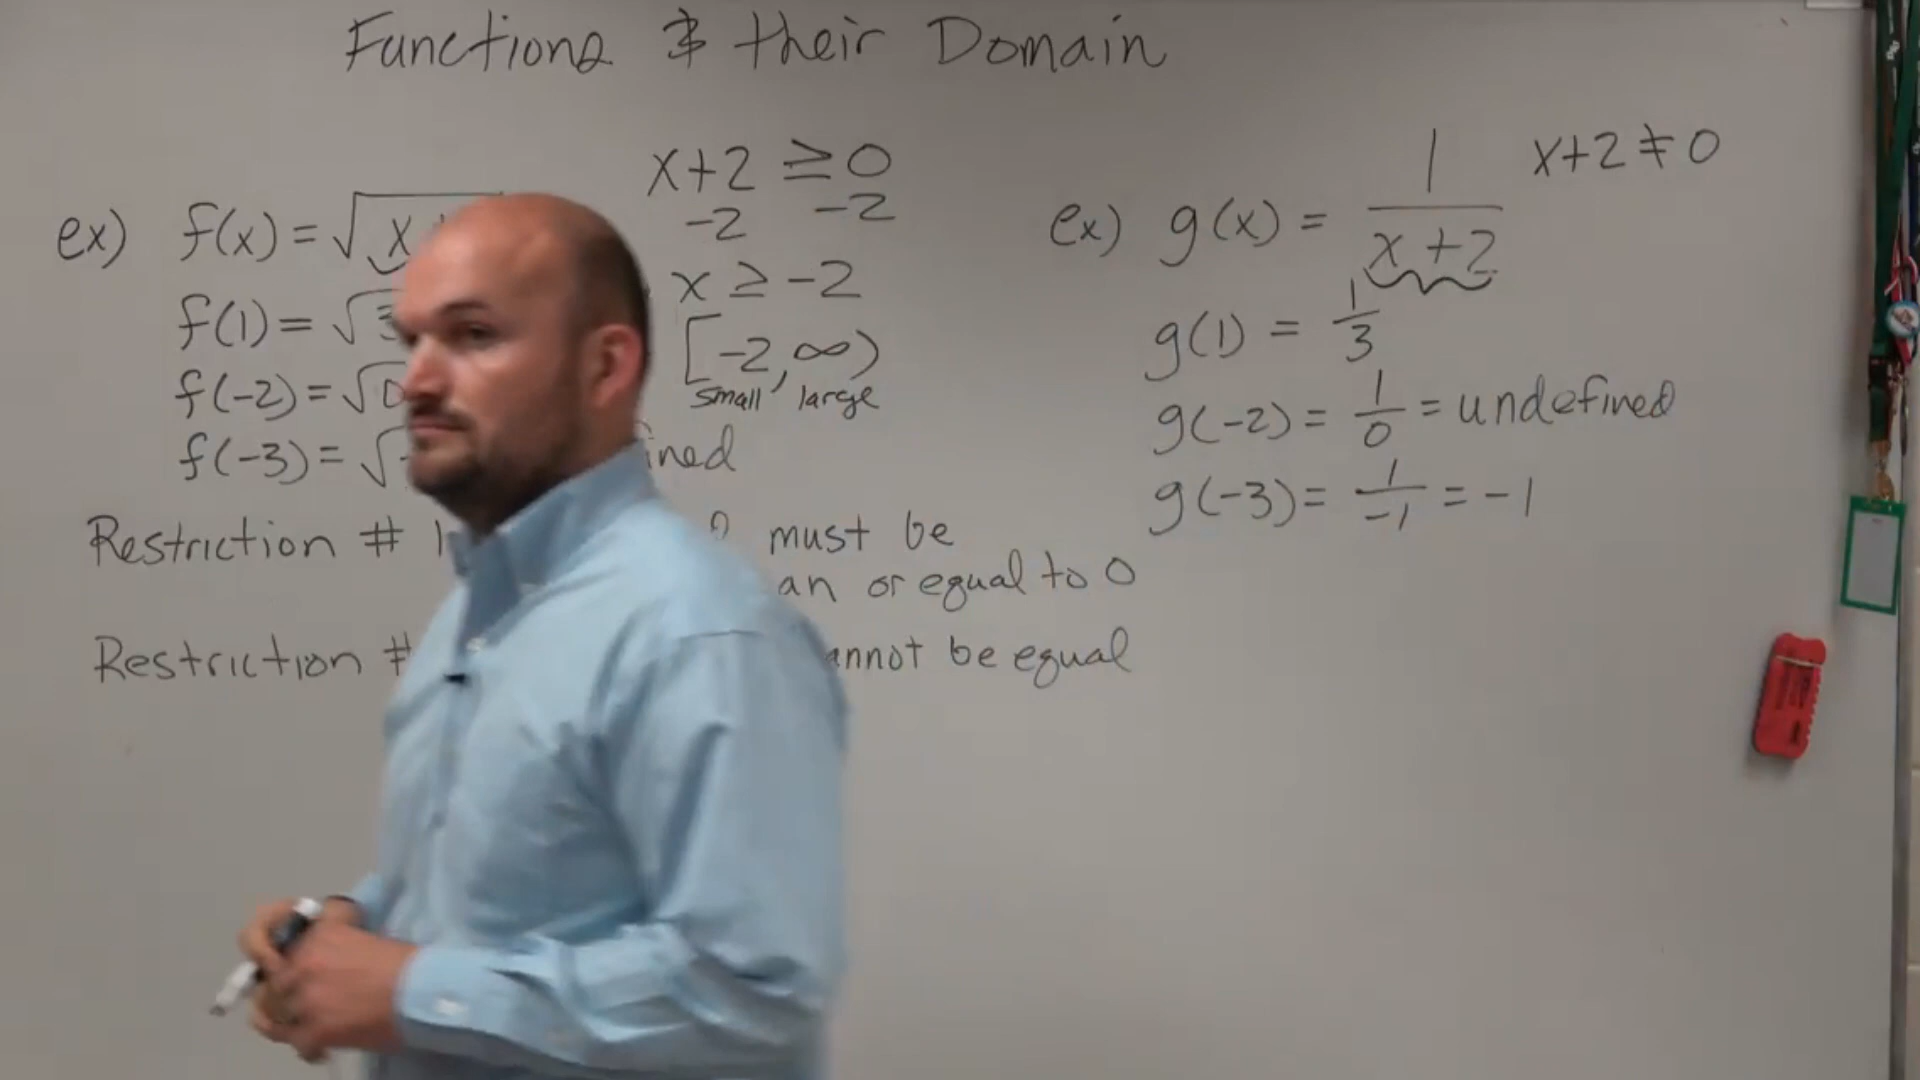 Functions & their Domain
ex) f(x) = √x
f(1) = √3
f(-2) = √0
f(-3) = √
x+2 ≥ 0
-2 -2
x ≥ -2
[-2, ∞)
small, large
ex) g(x) = 1/(x+2) x+2 ≠ 0
g(1) = 1/3
g(-2) = 1/0 = undefined
g(-3) = 1/-1 = -1
Restriction # 1 must be
or equal to 0
Restriction # be equal